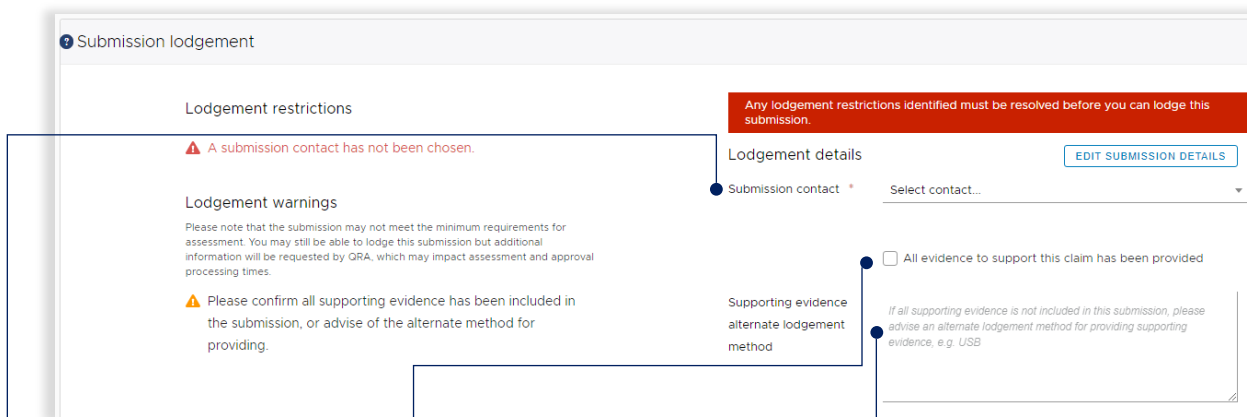 Submission lodgement
Lodgement restrictions
A submission contact has not been chosen.
Lodgement warnings
Please note that the submission may not meet the minimum requirements for
assessment. You may still be able to lodge this submission but additional
information will be requested by QRA, which may impact assessment and approval
processing times.
Please confirm all supporting evidence has been included in
the submission, or advise of the alternate method for
providing.
Any lodgement restrictions identified must be resolved before you can lodge this
submission.
Lodgement details
EDIT SUBMISSION DETAILS
Submission contact *
Select contact...
All evidence to support this claim has been provided
Supporting evidence
alternate lodgement
method
If all supporting evidence is not included in this submission, please
advise an alternate lodgement method for providing supporting
evidence, e.g. USB